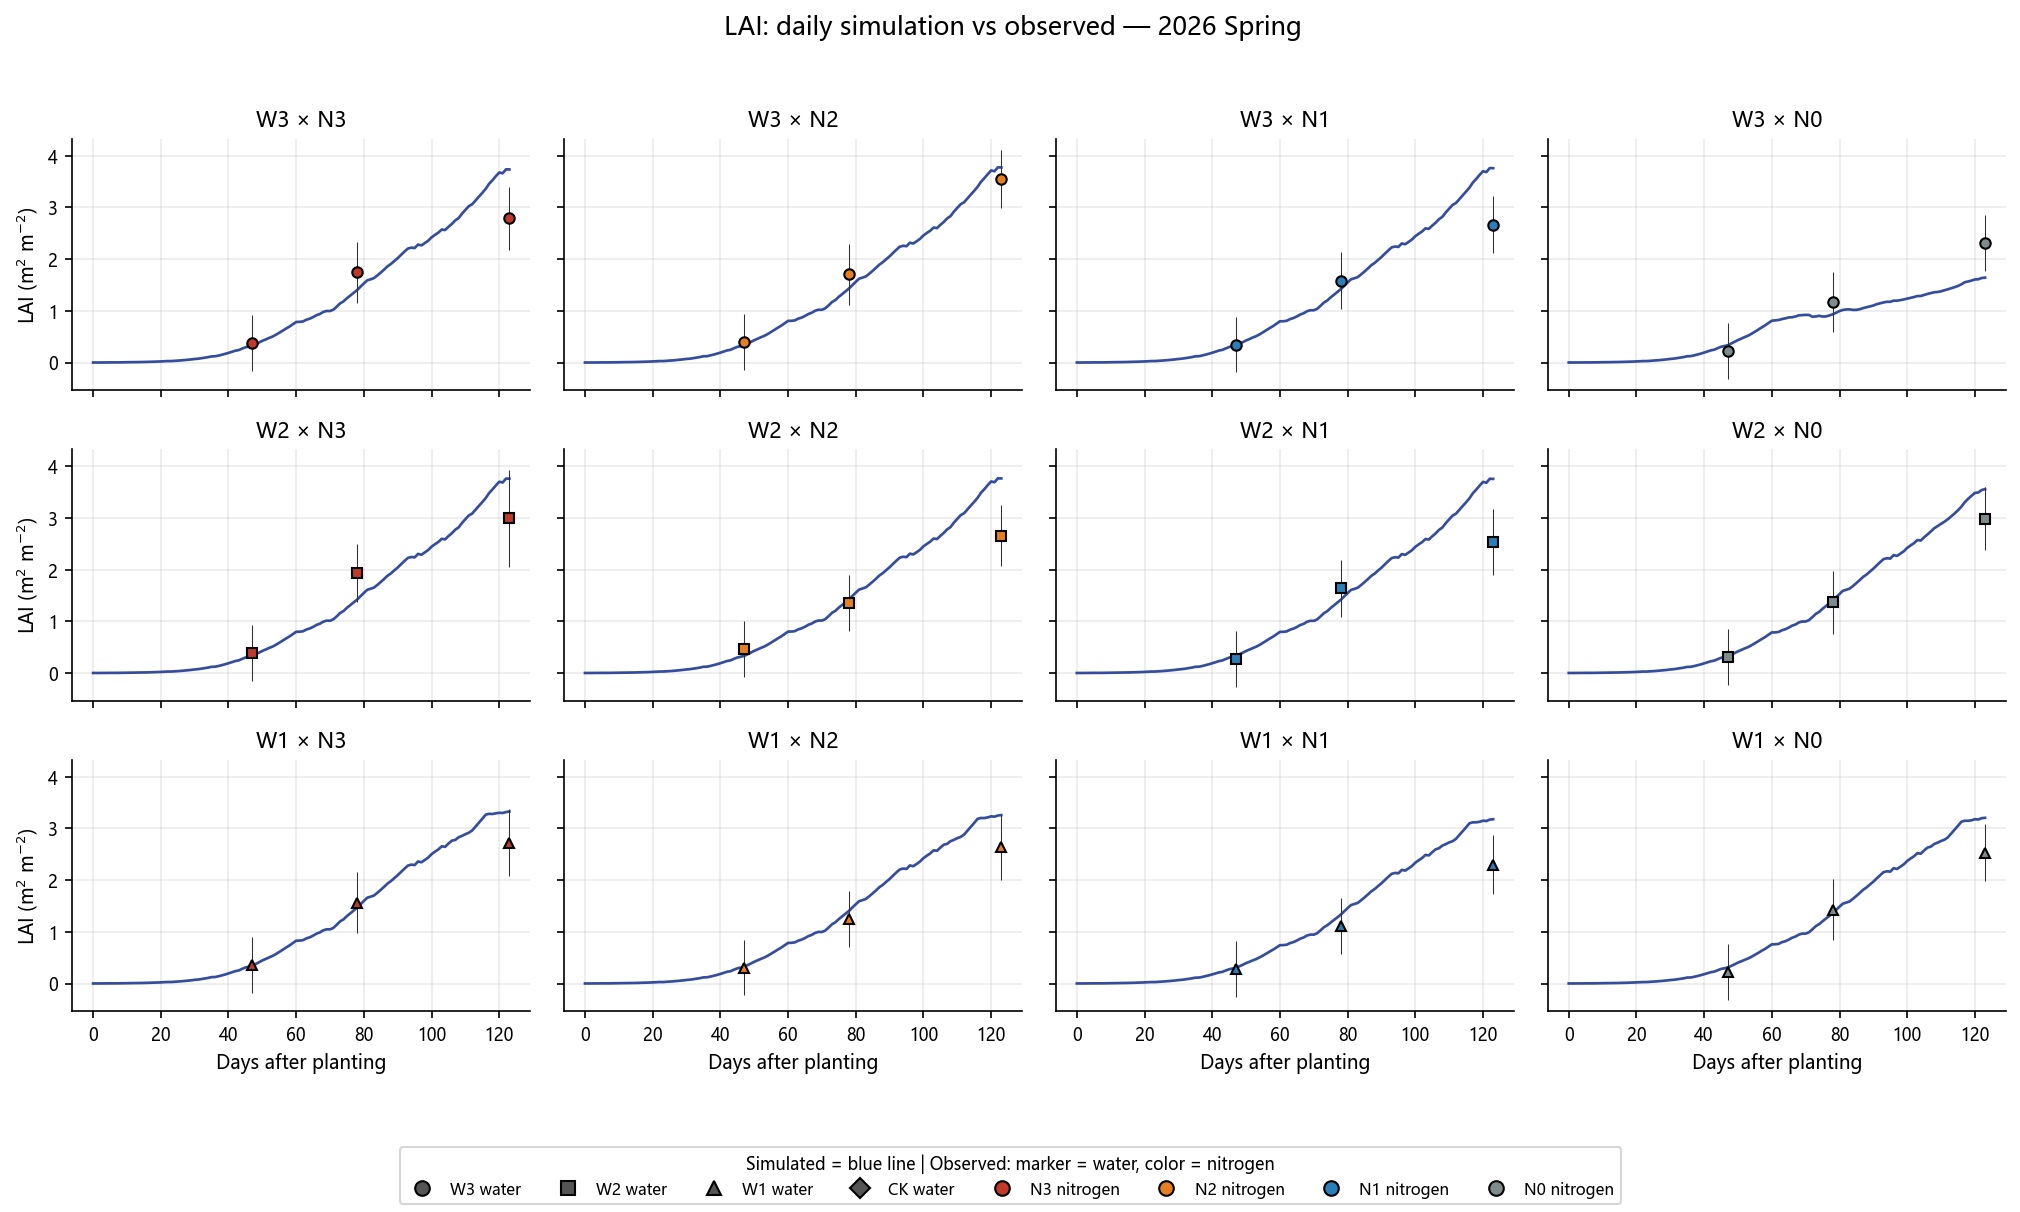 LAI: daily simulation vs observed — 2026 Spring
W3 × N3
W3 × N2
W3 × N1
W3 × N0
LAI (m² m⁻²)
4
3
2
1
0
W2 × N3
W2 × N2
W2 × N1
W2 × N0
LAI (m² m⁻²)
4
3
2
1
0
W1 × N3
W1 × N2
W1 × N1
W1 × N0
LAI (m² m⁻²)
4
3
2
1
0
0 20 40 60 80 100 120
0 20 40 60 80 100 120
0 20 40 60 80 100 120
0 20 40 60 80 100 120
Days after planting
Days after planting
Days after planting
Days after planting
Simulated = blue line | Observed: marker = water, color = nitrogen
W3 water W2 water W1 water CK water N3 nitrogen N2 nitrogen N1 nitrogen N0 nitrogen